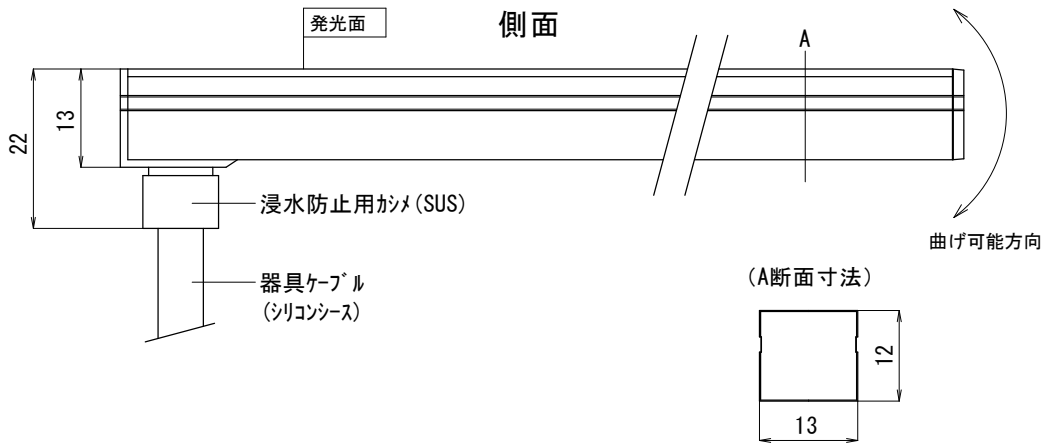 発光面
側面
A
22
13
浸水防止用ｶｼﾒ(SUS)
曲げ可能方向
器具ｹｰﾌﾞﾙ
(ｼﾘｺﾝｼｰｽ)
(A断面寸法)
12
13